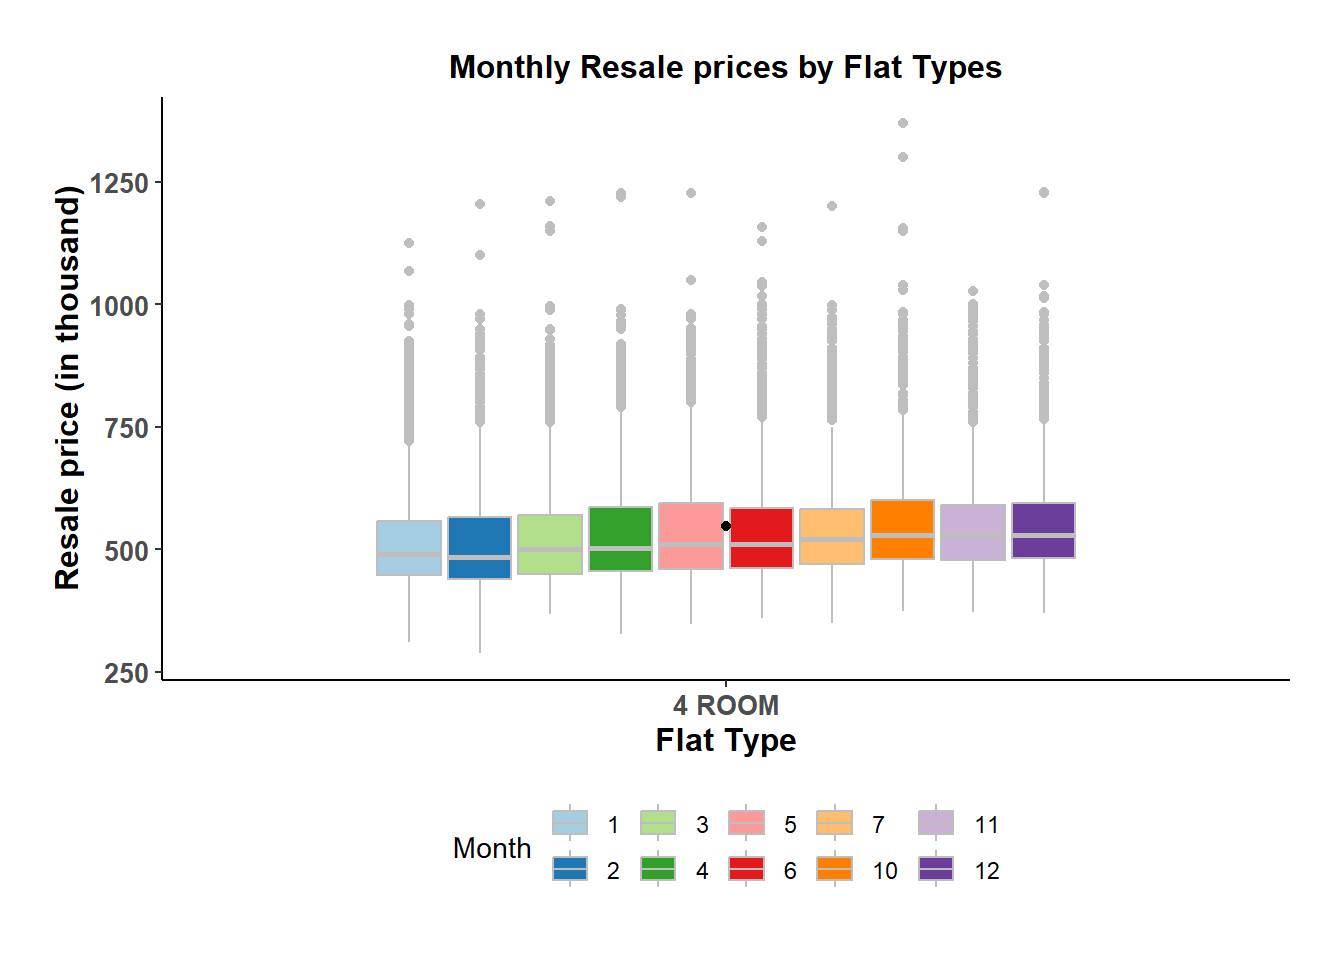 Monthly Resale prices by Flat Types
Resale price (in thousand)
1250
1000
750
500
250
4 ROOM
Flat Type
Month
1 3 5 7 11
2 4 6 10 12